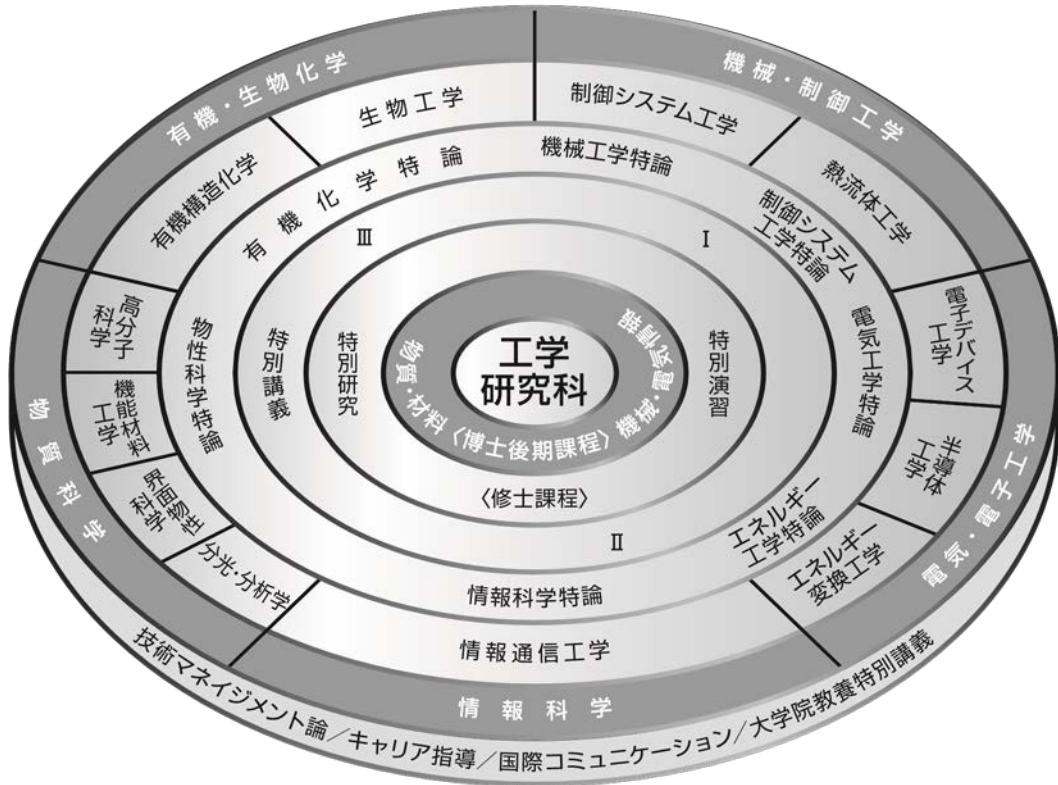 有機・生物化学
機械・制御工学
生物工学
制御システム工学
有機構造化学
熱流体工学
有機化学特論
機械工学特論
制御システム
工学特論
Ⅲ
Ⅰ
高分子
科学
機能材料
工学
界面物性
科学
分光・分析学
物質科学
物性科学特論
特別講義
特別研究
工学
研究科
物質・材料
〈博士後期課程〉
機械・電気情報
特別演習
電気工学特論
電子デバイス
工学
半導体
工学
エネルギー
変換工学
電気・電子工学
〈修士課程〉
Ⅱ
エネルギー
工学特論
情報科学特論
情報通信工学
情報科学
技術マネイジメント論／キャリア指導／国際コミュニケーション／大学院教養特別講義